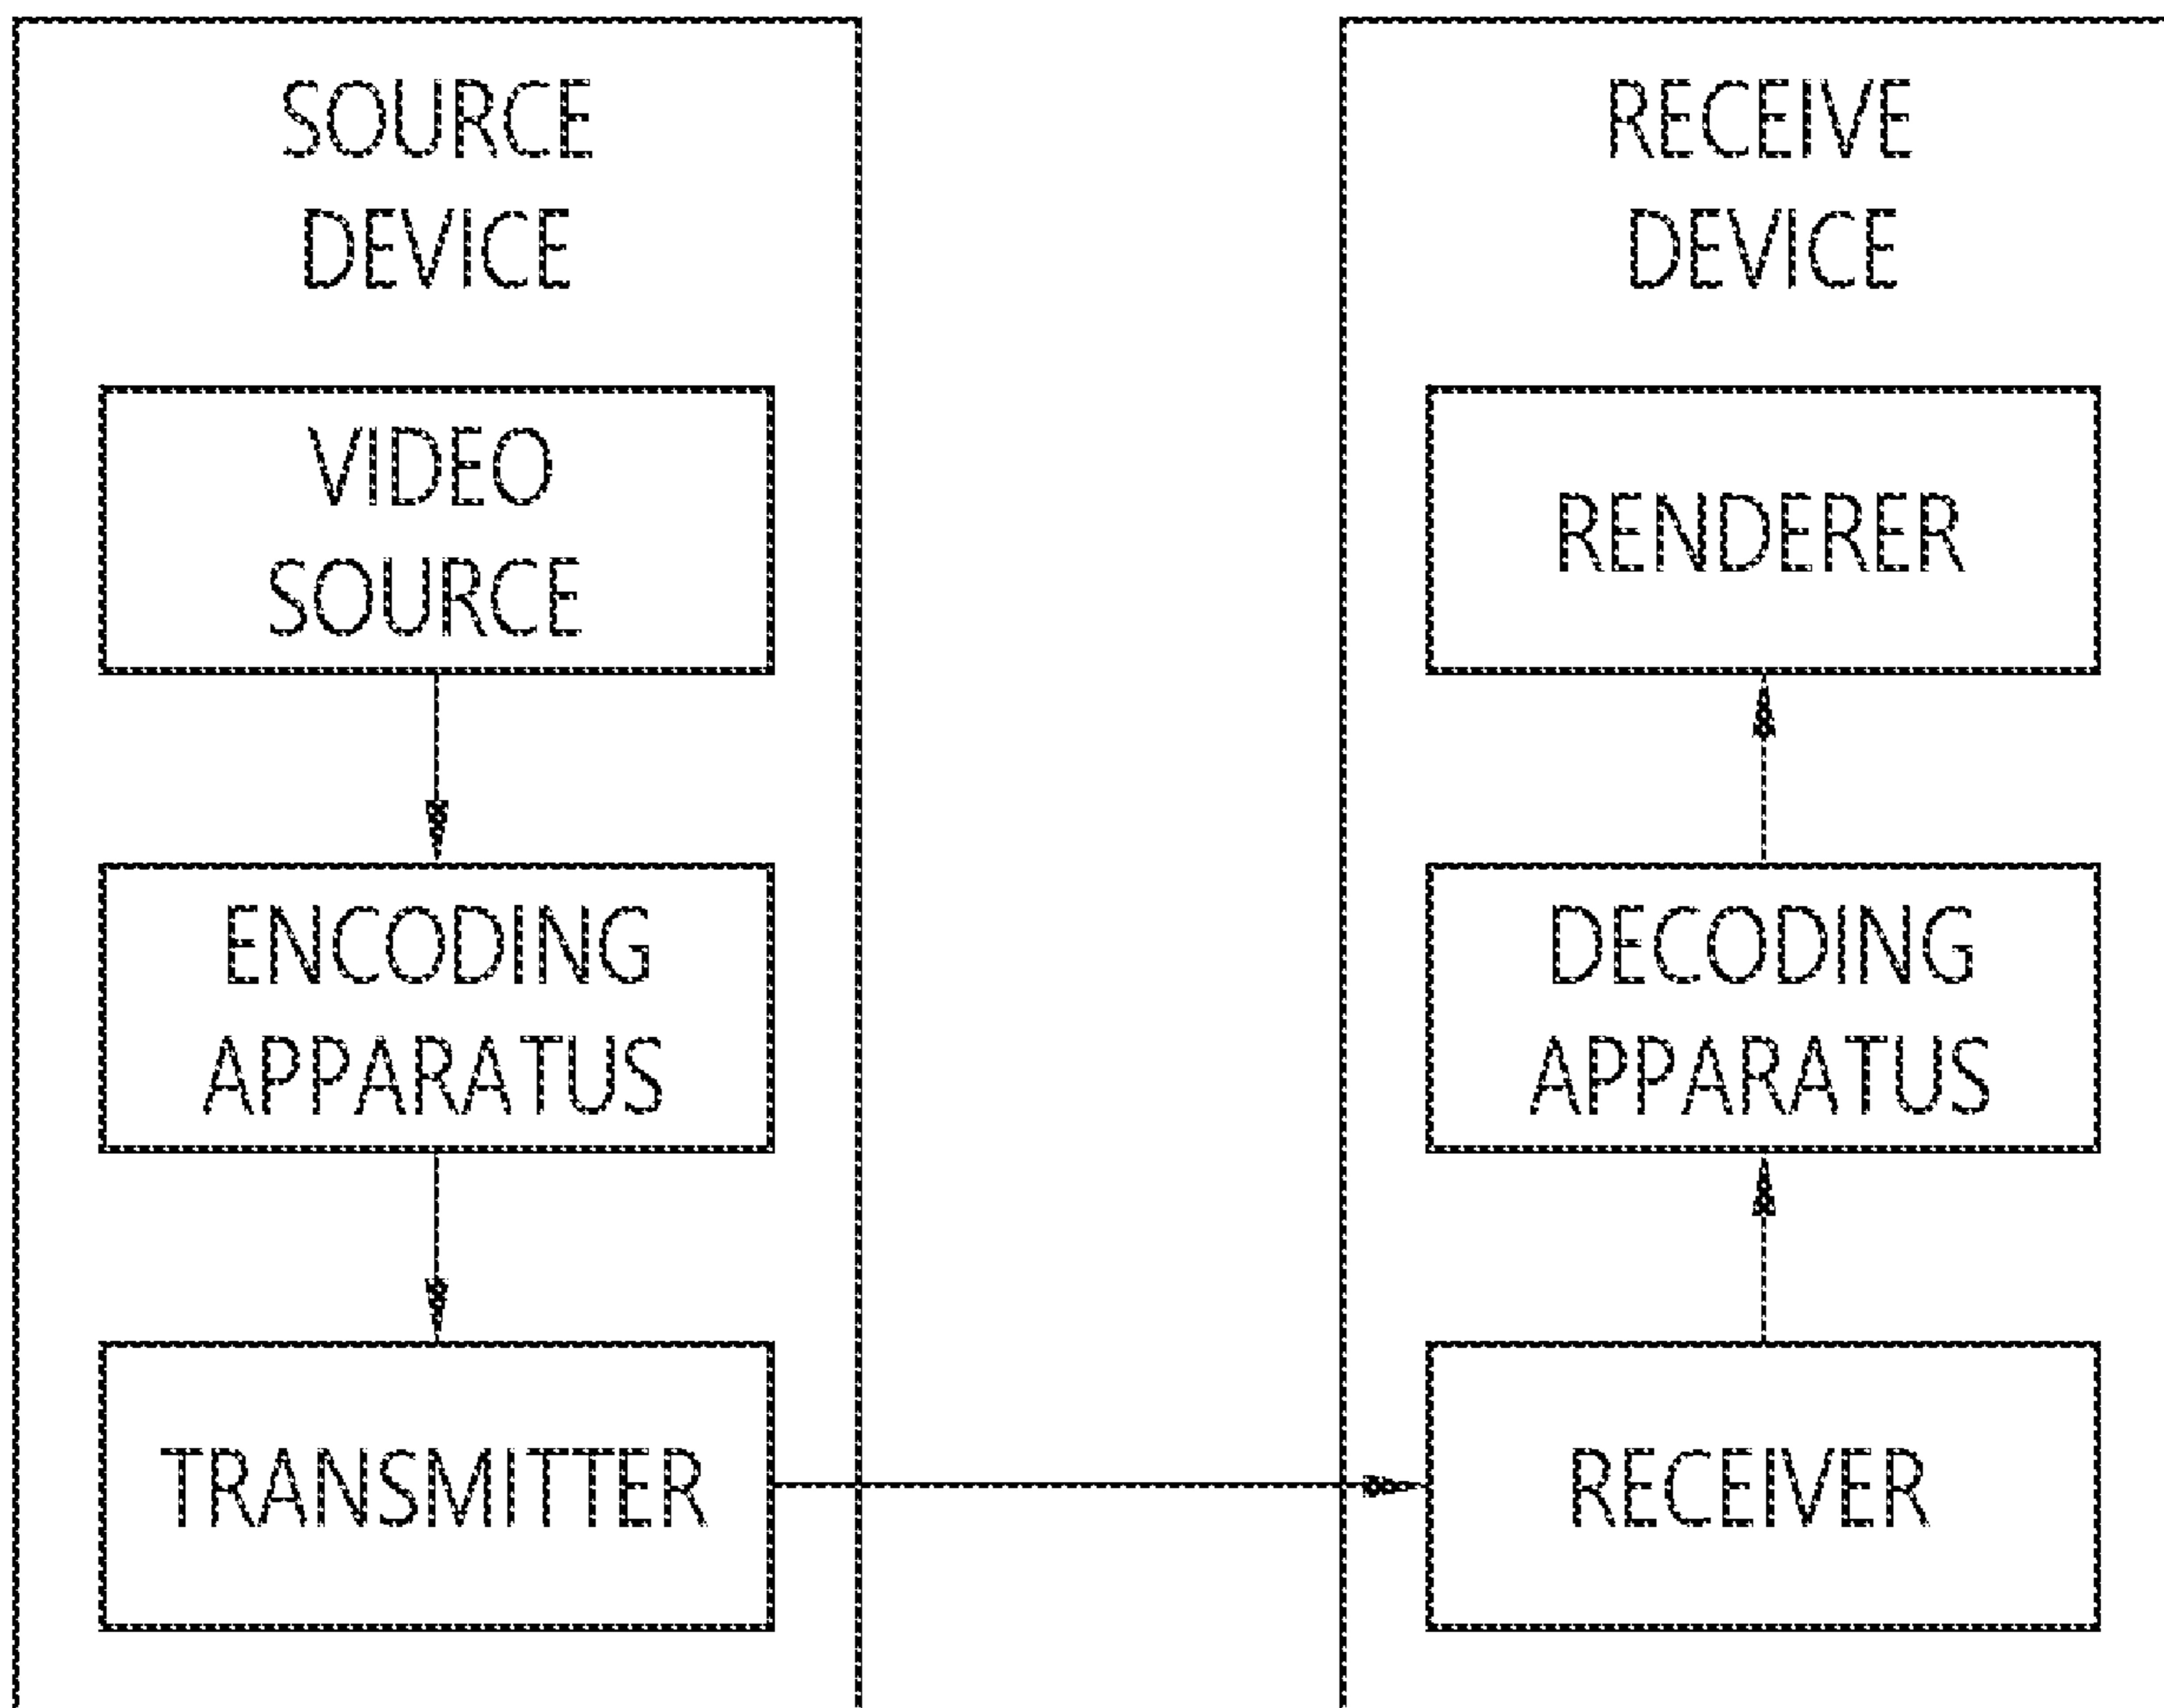 SOURCE
DEVICE
VIDEO
SOURCE
ENCODING
APPARATUS
TRANSMITTER
RECEIVE
DEVICE
RENDERER
DECODING
APPARATUS
RECEIVER